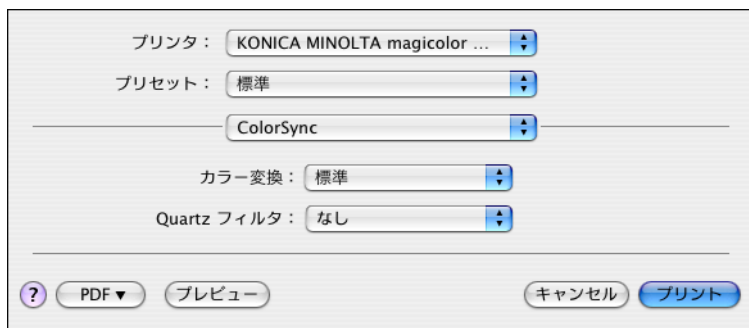 プリンタ： KONICA MINOLTA magicolor ...
プリセット： 標準
ColorSync
カラー変換： 標準
Quartz フィルタ： なし
? PDF▼ プレビュー キャンセル プリント